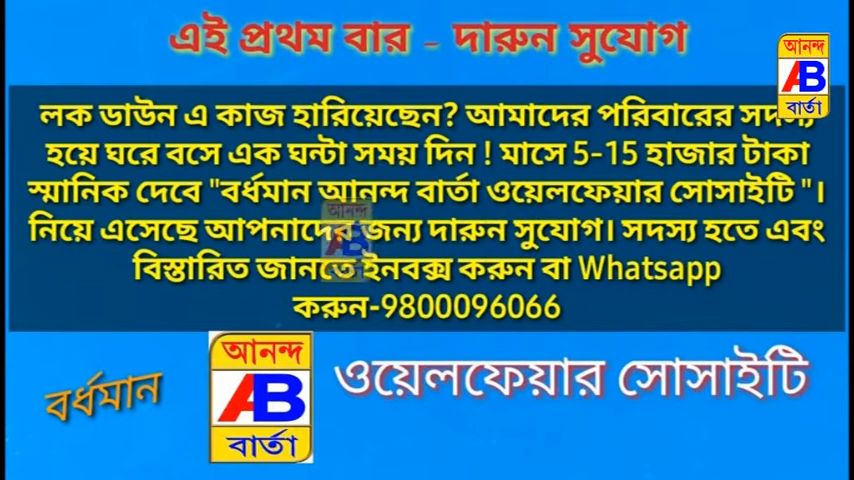 এই প্রথম বার - দারুন সুযোগ
আনন্দ
AB
বার্তা
লক ডাউন এ কাজ হারিয়েছেন? আমাদের পরিবারের সদস্য
হয়ে ঘরে বসে এক ঘন্টা সময় দিন ! মাসে 5-15 হাজার টাকা
স্মানিক দেবে "বর্ধমান আনন্দ বার্তা ওয়েলফেয়ার সোসাইটি "।
নিয়ে এসেছে আপনাদের জন্য দারুন সুযোগ। সদস্য হতে এবং
বিস্তারিত জানতে ইনবক্স করুন বা Whatsapp
করুন-9800096066
আনন্দ
AB
বর্ধমান
আনন্দ
AB
বার্তা
ওয়েলফেয়ার সোসাইটি